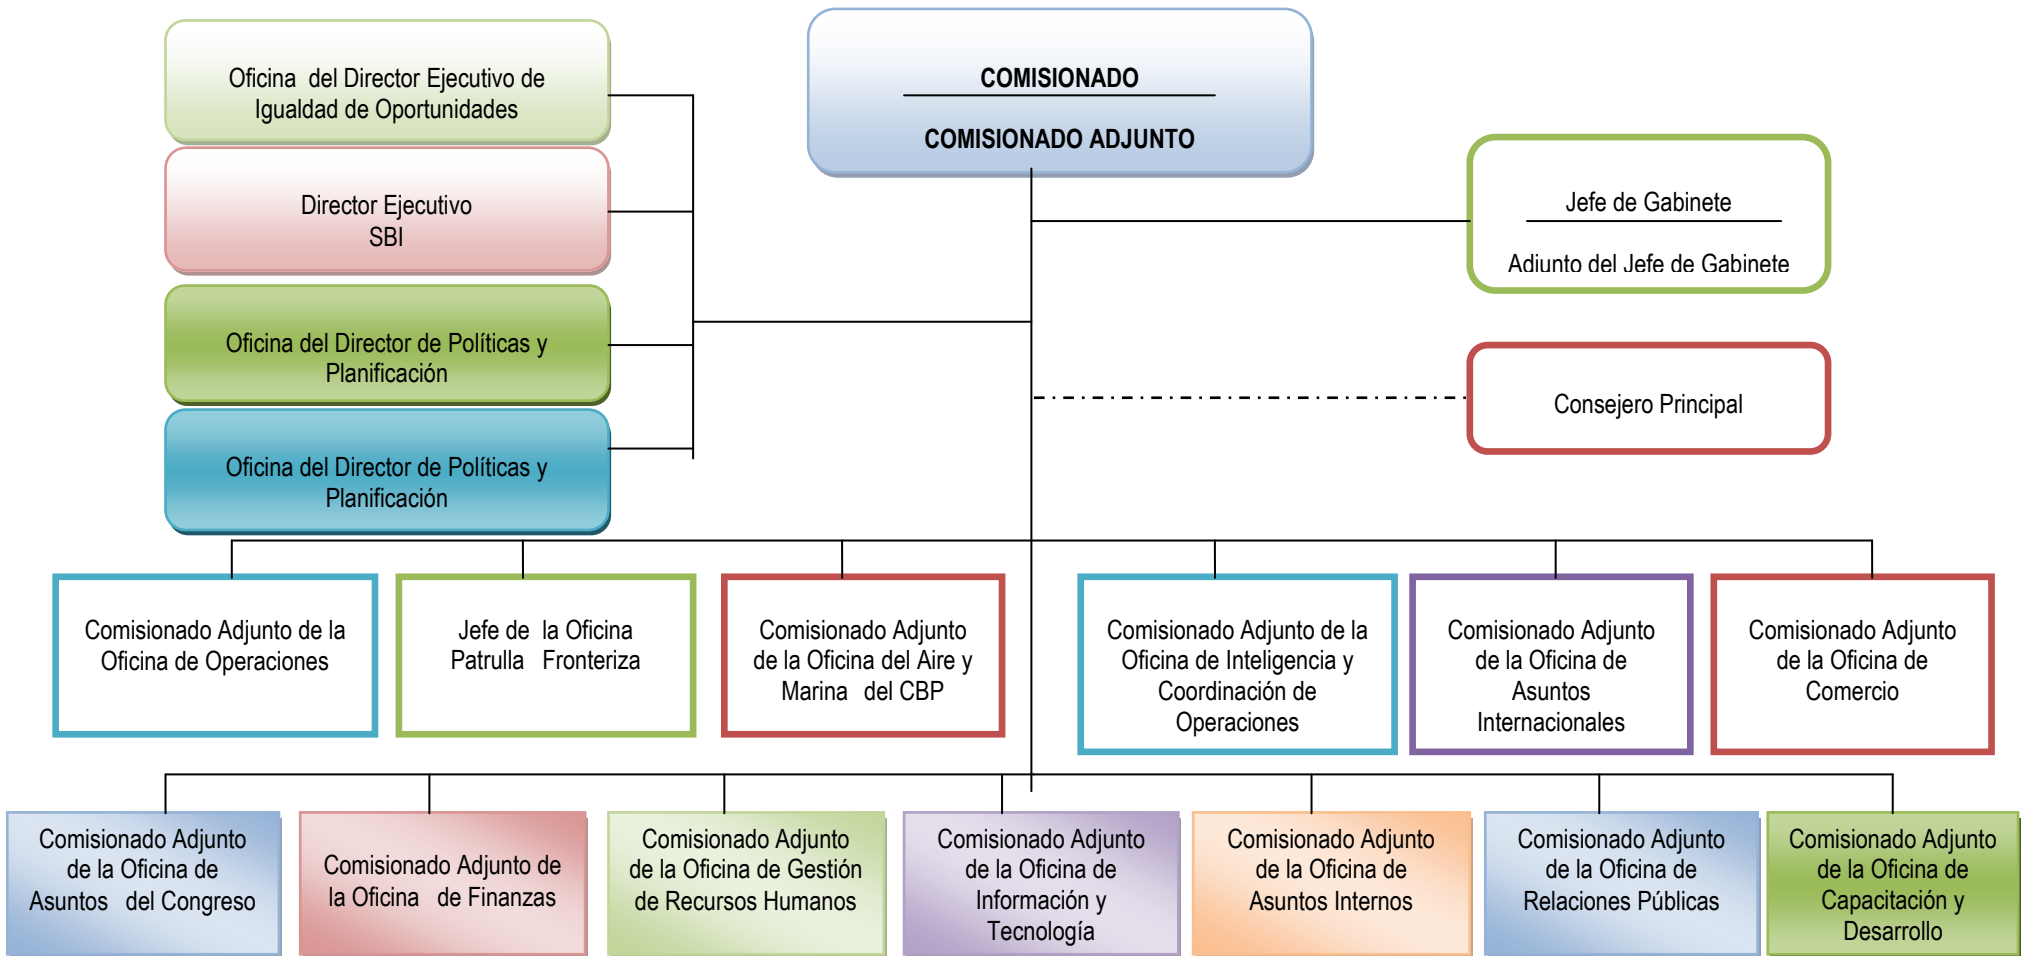 Oficina del Director Ejecutivo de
Igualdad de Oportunidades
COMISIONADO
COMISIONADO ADJUNTO
Director Ejecutivo
SBI
Jefe de Gabinete
Adjunto del Jefe de Gabinete
Oficina del Director de Políticas y
Planificación
Consejero Principal
Oficina del Director de Políticas y
Planificación
Comisionado Adjunto de la
Oficina de Operaciones
Jefe de la Oficina
Patrulla Fronteriza
Comisionado Adjunto
de la Oficina del Aire y
Marina del CBP
Comisionado Adjunto de la
Oficina de Inteligencia y
Coordinación de
Operaciones
Comisionado Adjunto
de la Oficina de
Asuntos
Internacionales
Comisionado Adjunto
de la Oficina de
Comercio
Comisionado Adjunto
de la Oficina de
Asuntos del Congreso
Comisionado Adjunto de
la Oficina de Finanzas
Comisionado Adjunto
de la Oficina de Gestión
de Recursos Humanos
Comisionado Adjunto
de la Oficina de
Información y
Tecnología
Comisionado Adjunto
de la Oficina de
Asuntos Internos
Comisionado Adjunto
de la Oficina de
Relaciones Públicas
Comisionado Adjunto
de la Oficina de
Capacitación y
Desarrollo